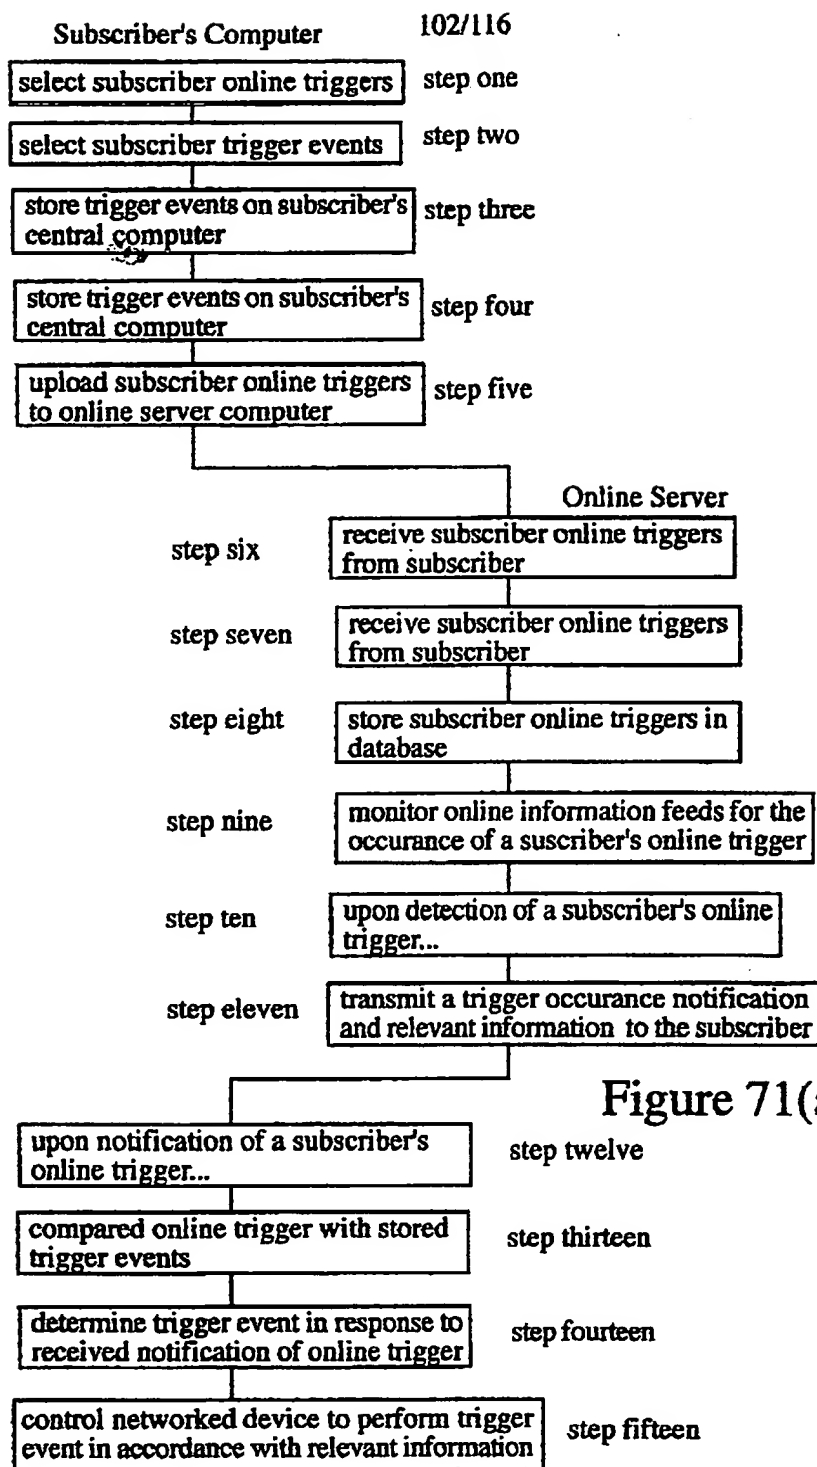 Subscriber's Computer
102/116
select subscriber online triggers
step one
select subscriber trigger events
step two
store trigger events on subscriber's
central computer
step three
store trigger events on subscriber's
central computer
step four
upload subscriber online triggers
to online server computer
step five
Online Server
step six
receive subscriber online triggers
from subscriber
step seven
receive subscriber online triggers
from subscriber
step eight
store subscriber online triggers in
database
step nine
monitor online information feeds for the
occurance of a suscriber's online trigger
step ten
upon detection of a subscriber's online
trigger...
step eleven
transmit a trigger occurance notification
and relevant information to the subscriber
Figure 71(a
upon notification of a subscriber's
online trigger...
step twelve
compared online trigger with stored
trigger events
step thirteen
determine trigger event in response to
received notification of online trigger
step fourteen
control networked device to perform trigger
event in accordance with relevant information
step fifteen